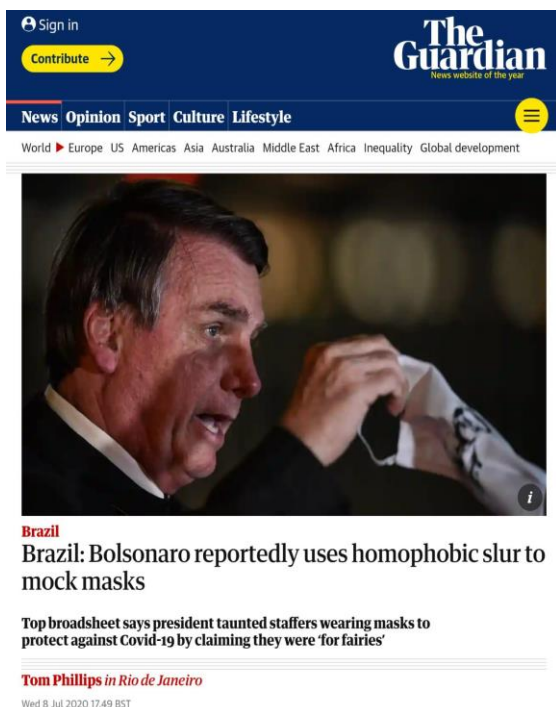 Sign in
The
Guardian
News website of the year
Contribute →
News Opinion Sport Culture Lifestyle
World ▶ Europe US Americas Asia Australia Middle East Africa Inequality Global development
i
Brazil
Brazil: Bolsonaro reportedly uses homophobic slur to
mock masks
Top broadsheet says president taunted staffers wearing masks to
protect against Covid-19 by claiming they were ‘for fairies’
Tom Phillips in Rio de Janeiro
Wed 8 Jul 2020 17.49 BST